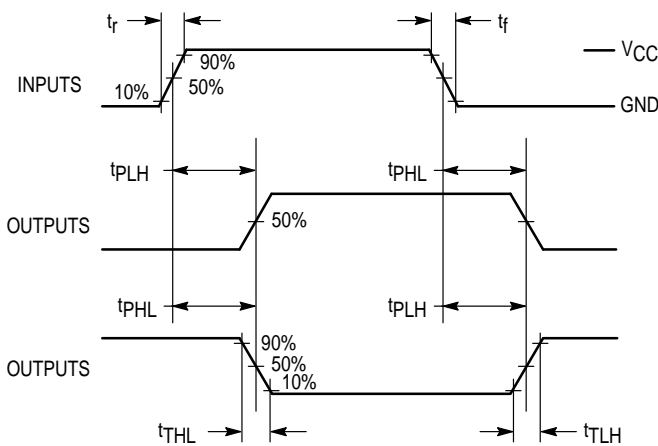 tr
tf
90%
VCC
INPUTS
10%
50%
GND
tPLH
tPHL
OUTPUTS
50%
tPHL
tPLH
90%
OUTPUTS
50%
10%
tTHL
tTLH